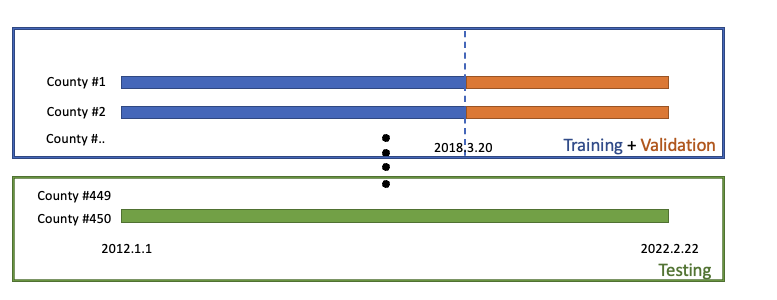 County #1
County #2
County #..
2018.3.20
Training + Validation
County #449
County #450
2012.1.1
2022.2.22
Testing